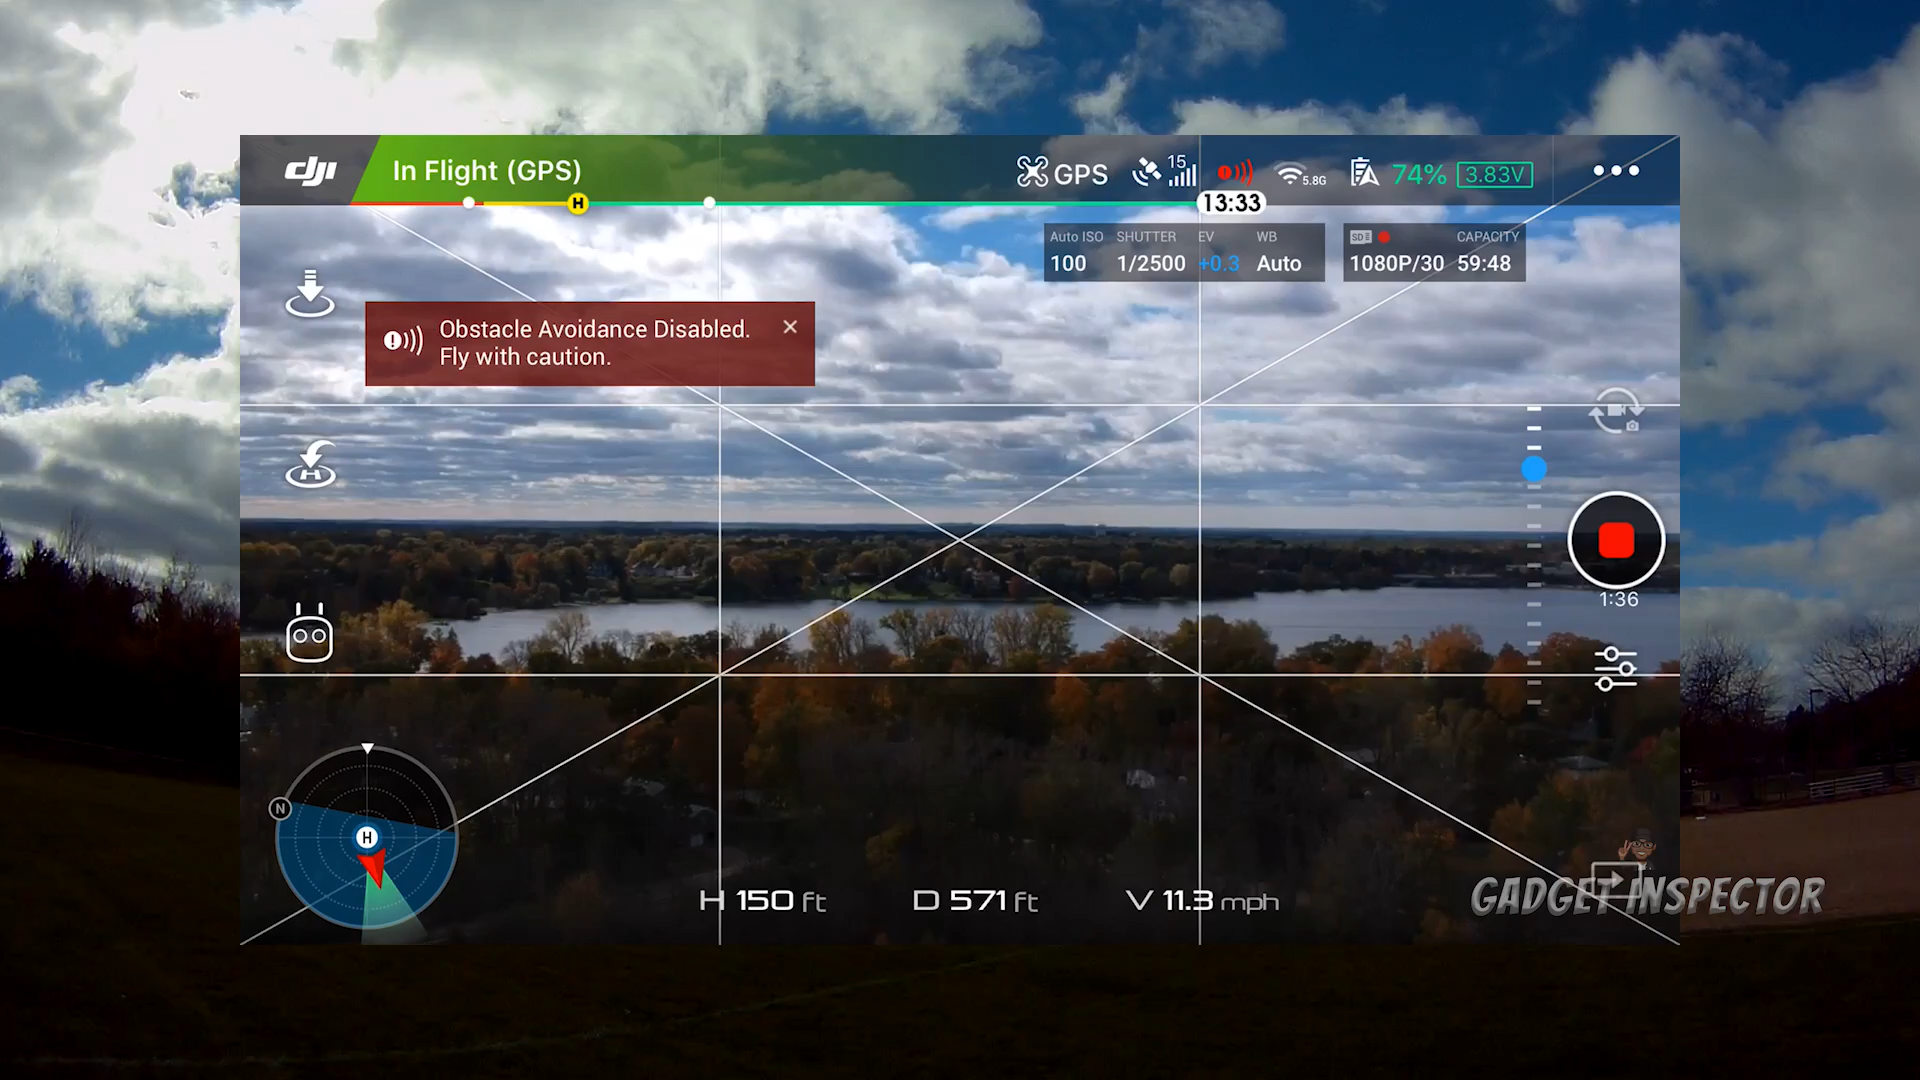 dji
In Flight (GPS)
GPS
15
5.8G
74%
3.83V
H
13:33
Auto ISO SHUTTER EV WB
100 1/2500 +0.3 Auto
SD CAPACITY
1080P/30 59:48
Obstacle Avoidance Disabled.
Fly with caution.
H
1:36
N
H
H 150 ft D 571 ft V 11.3 mph
GADGET INSPECTOR